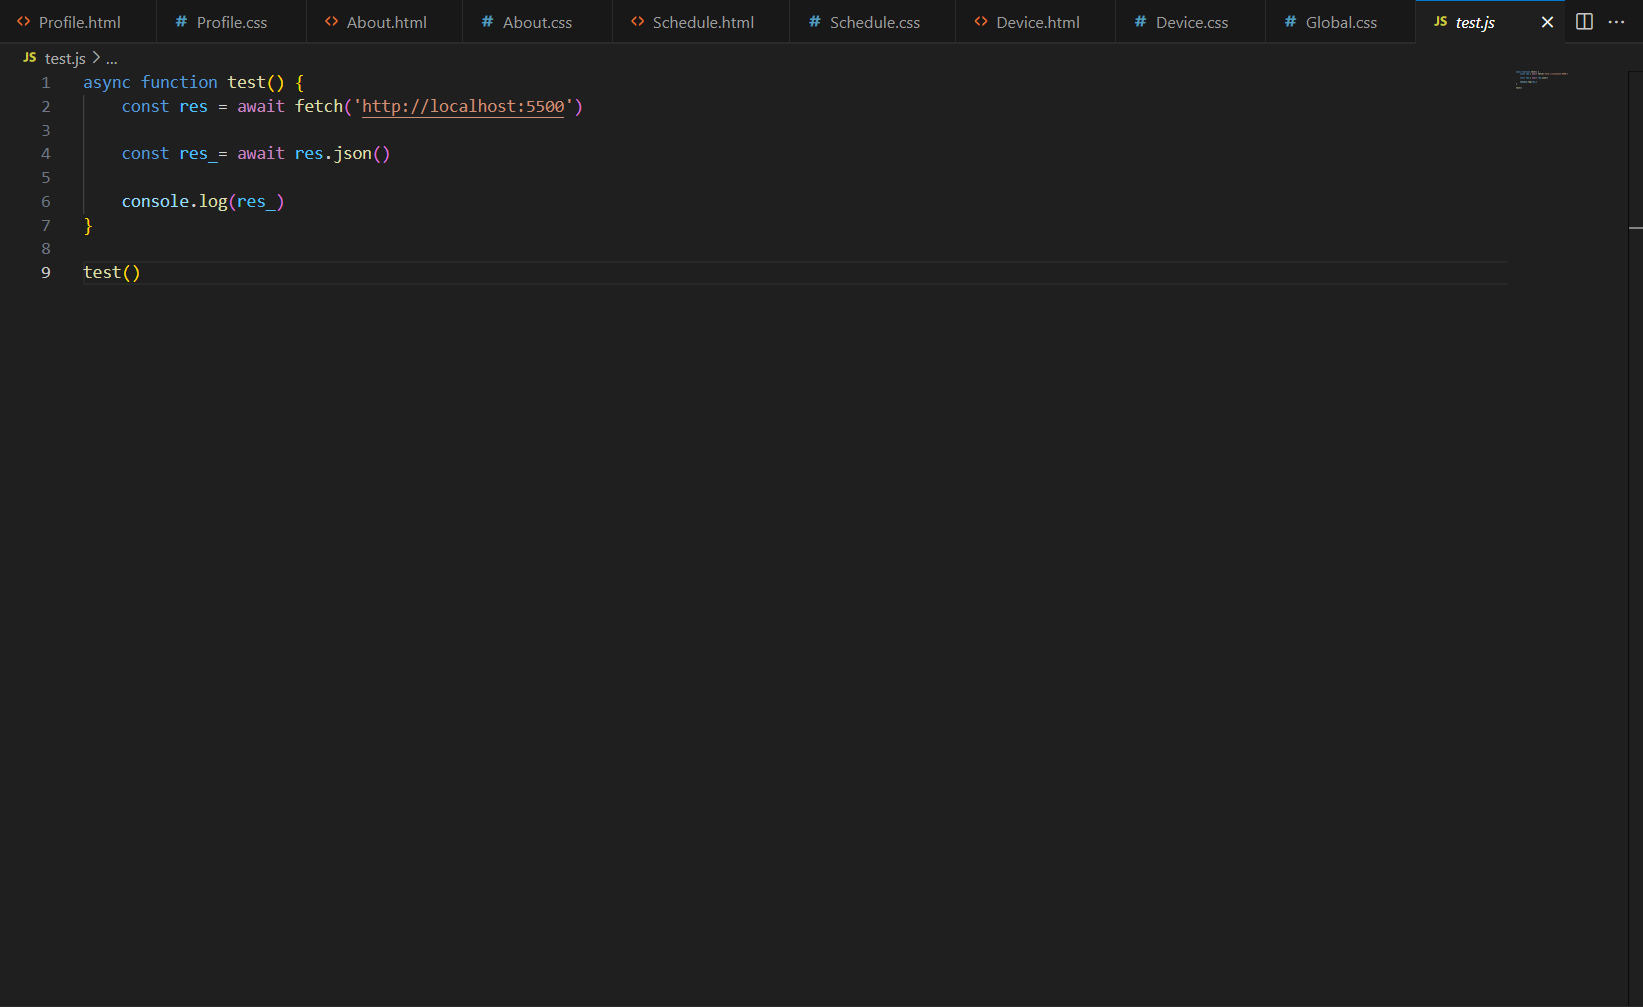 <> Profile.html # Profile.css <> About.html # About.css <> Schedule.html # Schedule.css <> Device.html # Device.css # Global.css JS test.js × ...
JS test.js > ...
1 async function test() {
2     const res = await fetch('http://localhost:5500')
3
4     const res_= await res.json()
5
6     console.log(res_)
7 }
8
9 test()